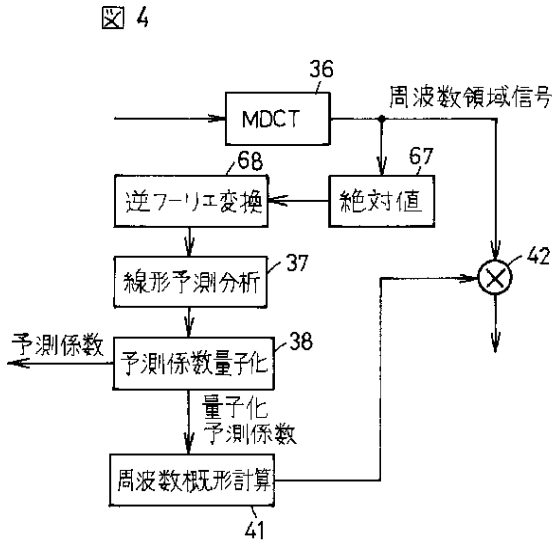 図 4
36
周波数領域信号
MDCT
68
67
逆フーリエ変換
絶対値
42
37
線形予測分析
予測係数
38
予測係数量子化
量子化
予測係数
周波数概形計算
41